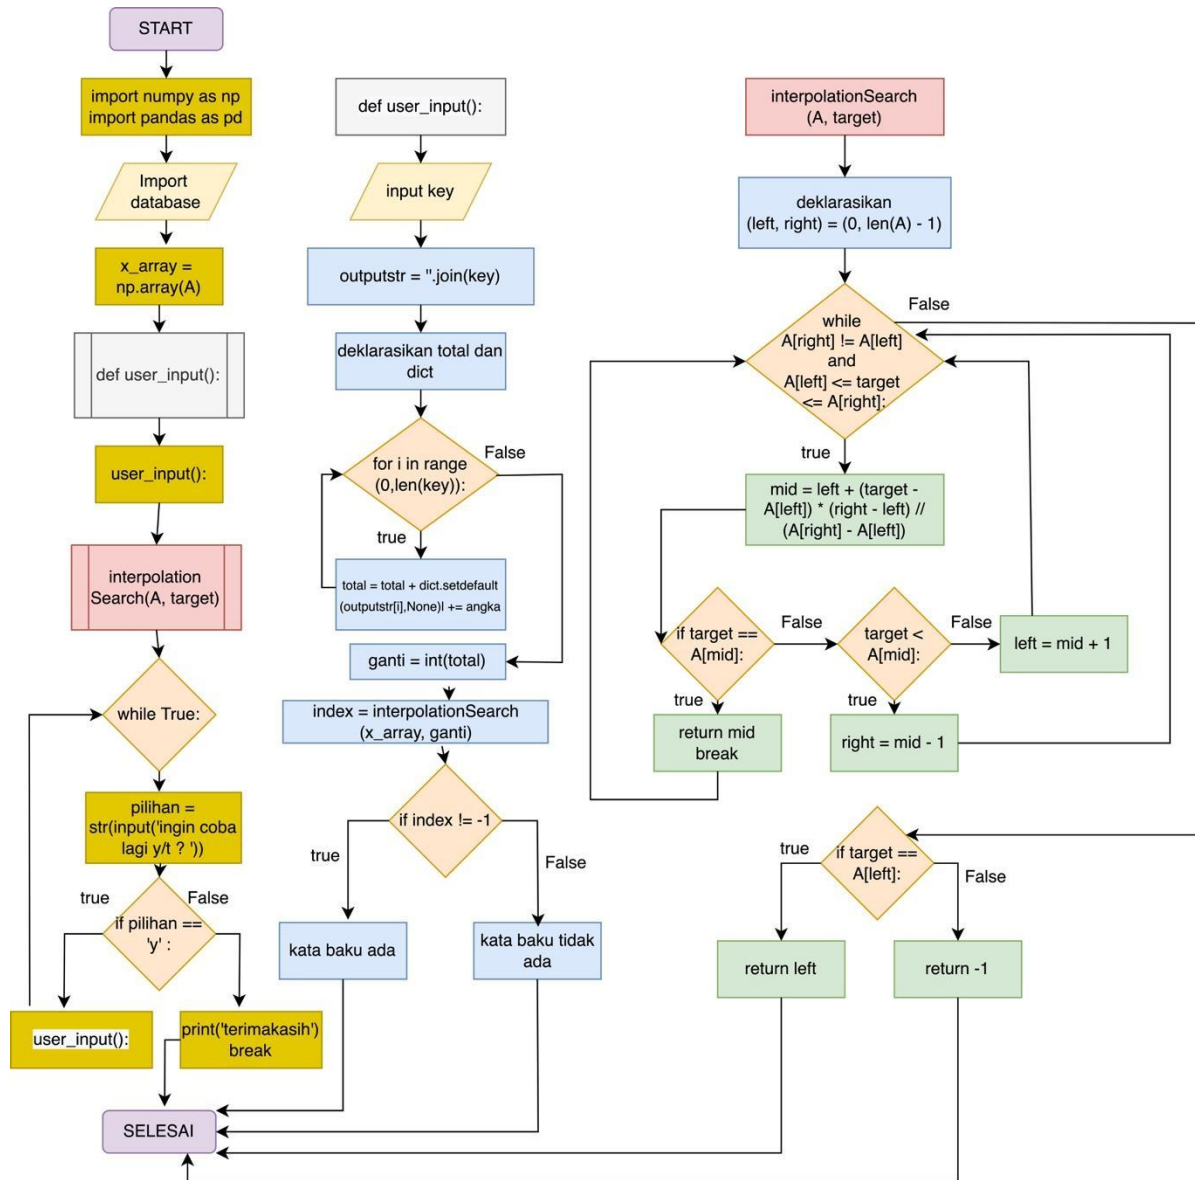 START
import numpy as np
import pandas as pd
Import
database
x_array =
np.array(A)
def user_input():
user_input():
interpolation
Search(A, target)
while True:
pilihan =
str(input('ingin coba
lagi y/t ? '))
true
False
if pilihan ==
'y' :
user_input():
print('terimakasih')
break
SELESAI
def user_input():
input key
outputstr = ''.join(key)
deklarasikan total dan
dict
False
for i in range
(0,len(key)):
true
total = total + dict.setdefault
(outputstr[i],None)l += angka
ganti = int(total)
index = interpolationSearch
(x_array, ganti)
if index != -1
true
False
kata baku ada
kata baku tidak
ada
interpolationSearch
(A, target)
deklarasikan
(left, right) = (0, len(A) - 1)
False
while
A[right] != A[left]
and
A[left] <= target
<= A[right]:
true
mid = left + (target -
A[left]) * (right - left) //
(A[right] - A[left])
if target ==
A[mid]:
False
target <
A[mid]:
False
left = mid + 1
true
true
return mid
break
right = mid - 1
true
if target ==
A[left]:
False
return left
return -1